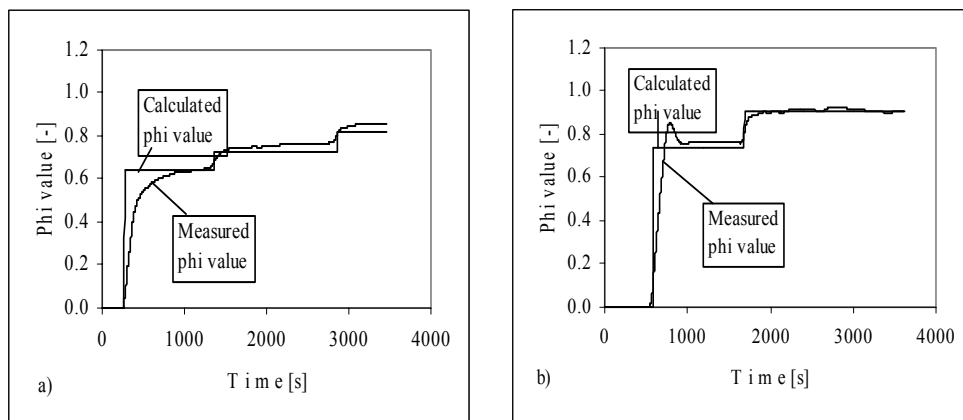 1.2
1.0
0.8
0.6
0.4
0.2
0.0
Phi value [-]
Calculated
phi value
Measured
phi value
0 1000 2000 3000 4000
Time [s]
a)
1.2
1.0
0.8
0.6
0.4
0.2
0.0
Phi value [-]
Calculated
phi value
Measured
phi value
0 1000 2000 3000 4000
Time [s]
b)